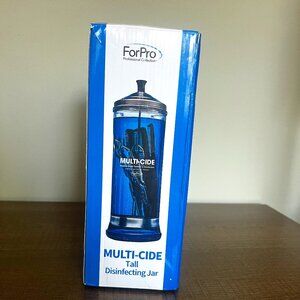 ForPro
Professional Collection
MULTI-CIDE
MULTI-CIDE
Tall
Disinfecting Jar